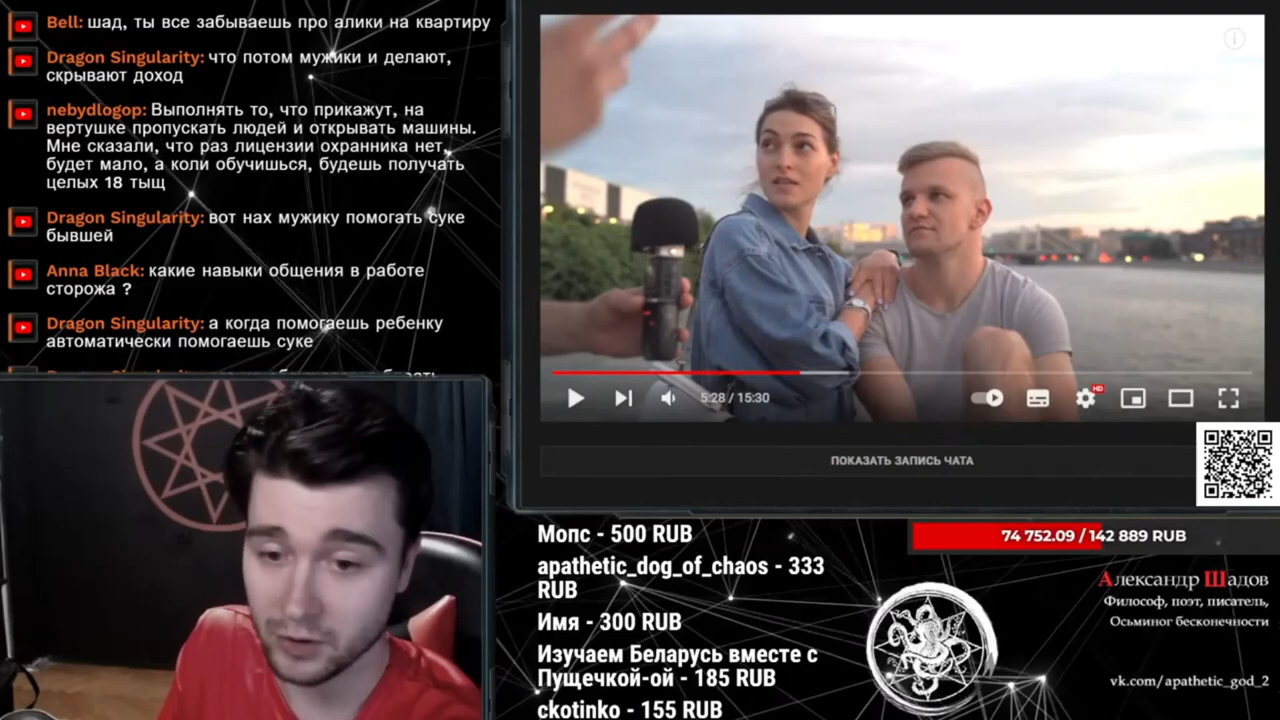 Bell: шад, ты все забываешь про алики на квартиру
Dragon Singularity: что потом мужики и делают,
скрывают доход
nebydlogop: Выполнять то, что прикажут, на
вертушке пропускать людей и открывать машины.
Мне сказали, что раз лицензии охранника нет,
будет мало, а коли обучишься, будешь получать
целых 18 тыщ
Dragon Singularity: вот нах мужику помогать суке
бывшей
Anna Black: какие навыки общения в работе
сторожа ?
Dragon Singularity: а когда помогаешь ребенку
автоматически помогаешь суке
5:28 / 15:30
HD
ПОКАЗАТЬ ЗАПИСЬ ЧАТА
Мопс - 500 RUB
apathetic_dog_of_chaos - 333
RUB
Имя - 300 RUB
Изучаем Беларусь вместе с
Пущечкой-ой - 185 RUB
ckotinko - 155 RUB
74 752.09 / 142 889 RUB
Александр Шадов
Философ, поэт, писатель,
Осьминог бесконечности
vk.com/apathetic_god_2